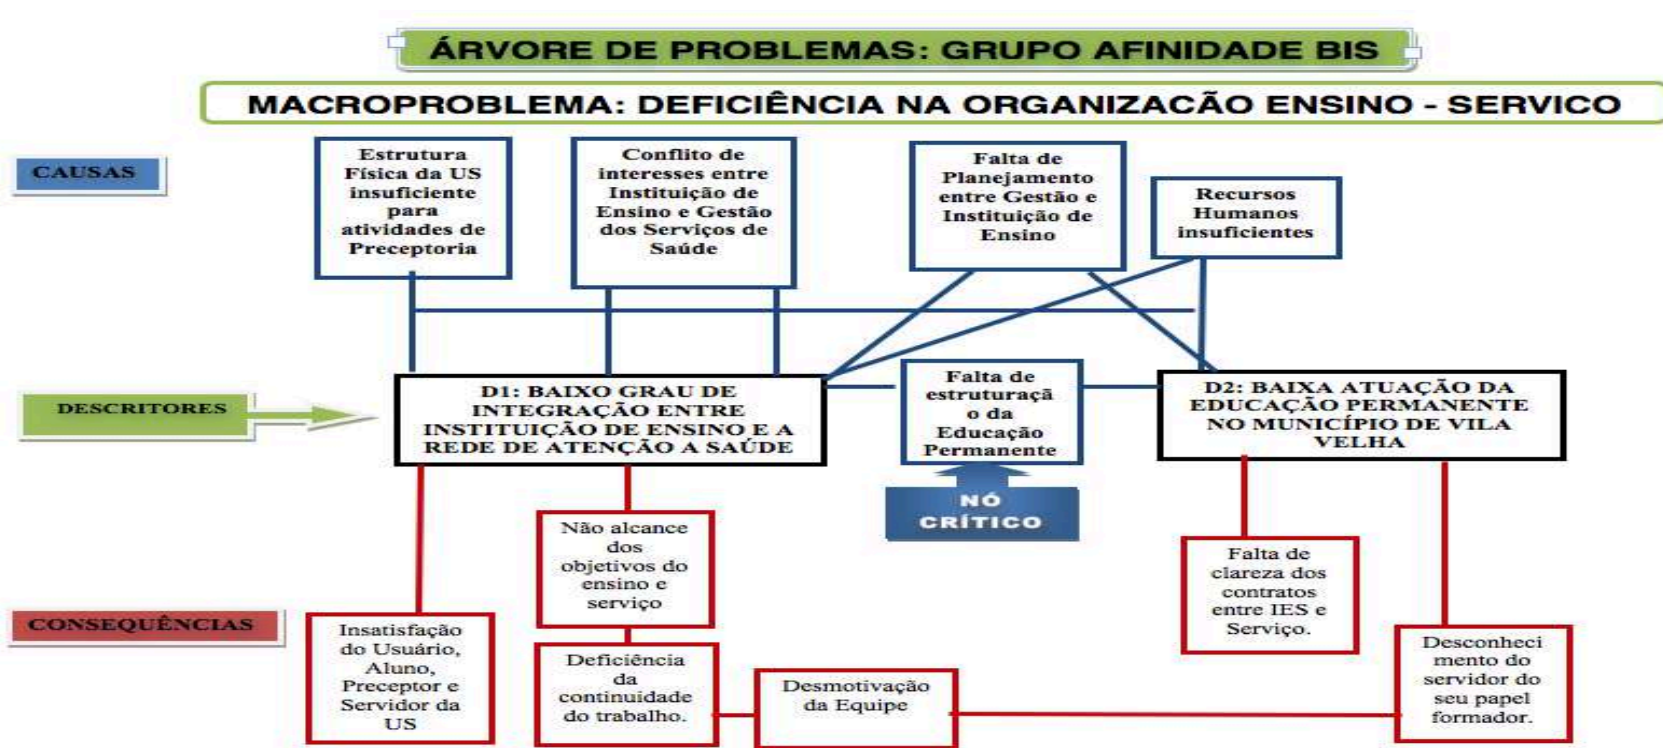 ÁRVORE DE PROBLEMAS: GRUPO AFINIDADE BIS
MACROPROBLEMA: DEFICIÊNCIA NA ORGANIZACÃO ENSINO - SERVICO
CAUSAS
Estrutura
Física da US
insuficiente
para
atividades de
Preceptoria
Conflito de
interesses entre
Instituição de
Ensino e Gestão
dos Serviços de
Saúde
Falta de
Planejamento
entre Gestão e
Instituição de
Ensino
Recursos
Humanos
insuficientes
DESCRITORES
D1: BAIXO GRAU DE
INTEGRAÇÃO ENTRE
INSTITUIÇÃO DE ENSINO E A
REDE DE ATENÇÃO A SAÚDE
Falta de
estruturaçã
o da
Educação
Permanente
D2: BAIXA ATUAÇÃO DA
EDUCAÇÃO PERMANENTE
NO MUNICÍPIO DE VILA
VELHA
NÓ
CRÍTICO
CONSEQUÊNCIAS
Insatisfação
do Usuário,
Aluno,
Preceptor e
Servidor da
US
Não alcance
dos
objetivos do
ensino e
serviço
Deficiência
da
continuidade
do trabalho.
Desmotivação
da Equipe
Falta de
clareza dos
contratos
entre IES e
Serviço.
Desconheci
mento do
servidor do
seu papel
formador.